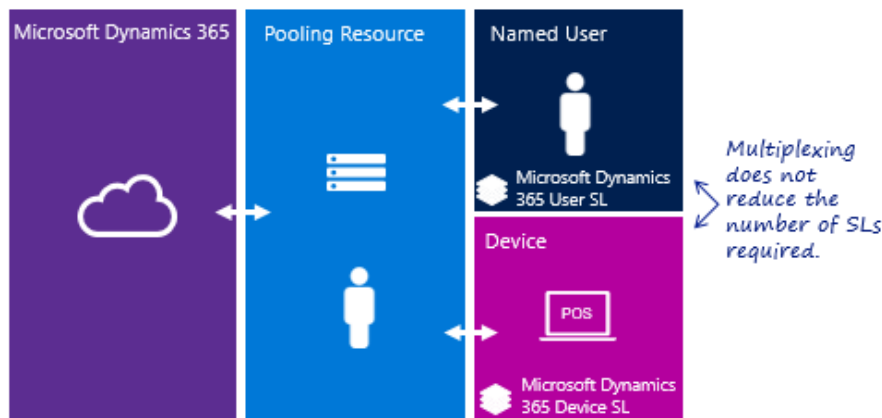 Microsoft Dynamics 365
Pooling Resource
Named User
Microsoft Dynamics
365 User SL
Multiplexing
does not
reduce the
number of SLs
required.
Device
POS
Microsoft Dynamics
365 Device SL